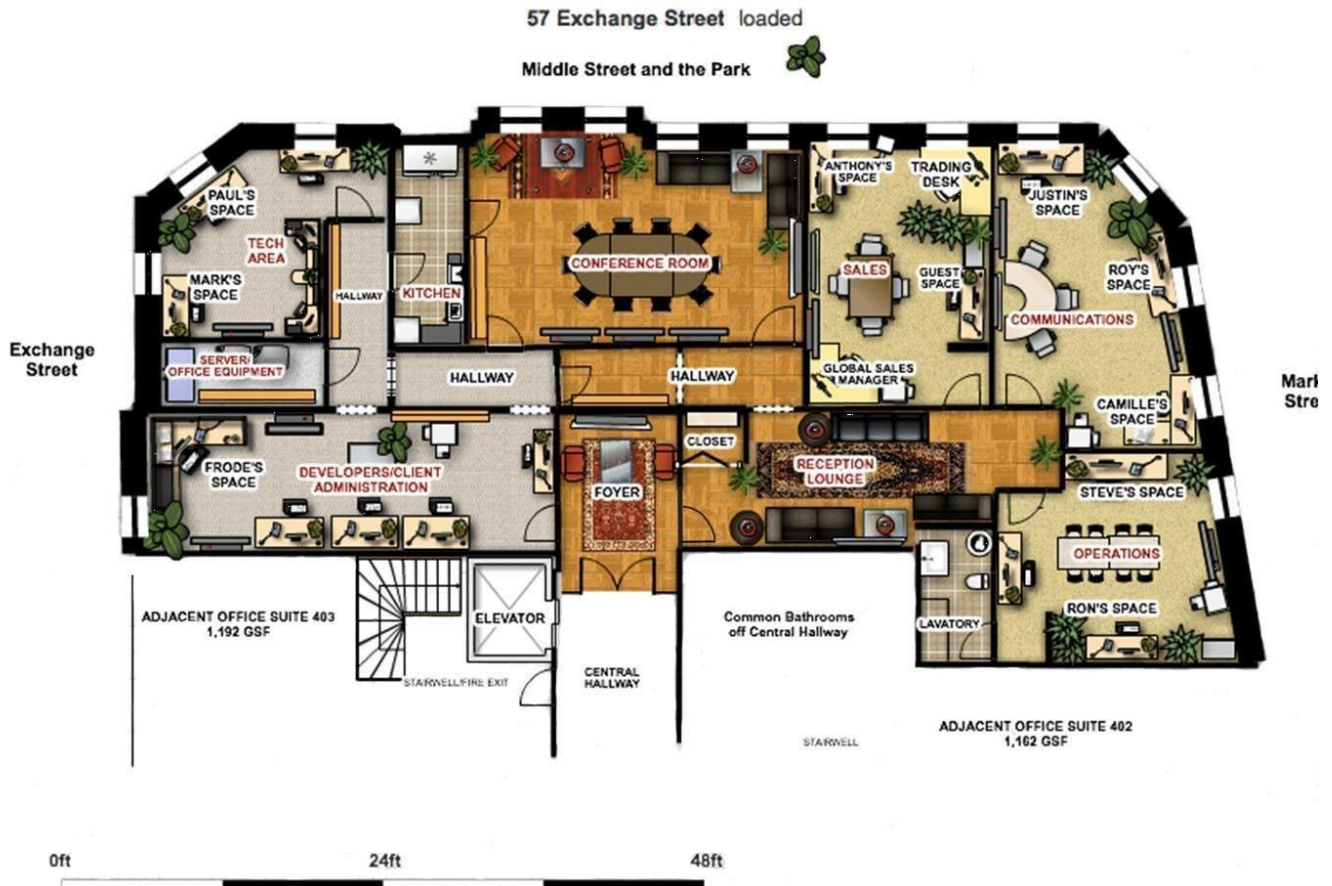 57 Exchange Street loaded
Middle Street and the Park
PAUL'S
SPACE
TECH
AREA
MARK'S
SPACE
HALLWAY
KITCHEN
CONFERENCE ROOM
ANTHONY'S
SPACE
TRADING
DESK
SALES
GUEST
SPACE
JUSTIN'S
SPACE
ROY'S
SPACE
COMMUNICATIONS
Exchange
Street
SERVER/
OFFICE EQUIPMENT
HALLWAY
HALLWAY
GLOBAL SALES
MANAGER
CAMILLE'S
SPACE
Mark
Stre
FRODE'S
SPACE
DEVELOPERS/CLIENT
ADMINISTRATION
FOYER
CLOSET
RECEPTION
LOUNGE
STEVE'S SPACE
OPERATIONS
RON'S SPACE
LAVATORY
ADJACENT OFFICE SUITE 403
1,192 GSF
ELEVATOR
STAIRWELL/FIRE EXIT
CENTRAL
HALLWAY
Common Bathrooms
off Central Hallway
STAIRWELL
ADJACENT OFFICE SUITE 402
1,162 GSF
0ft 24ft 48ft